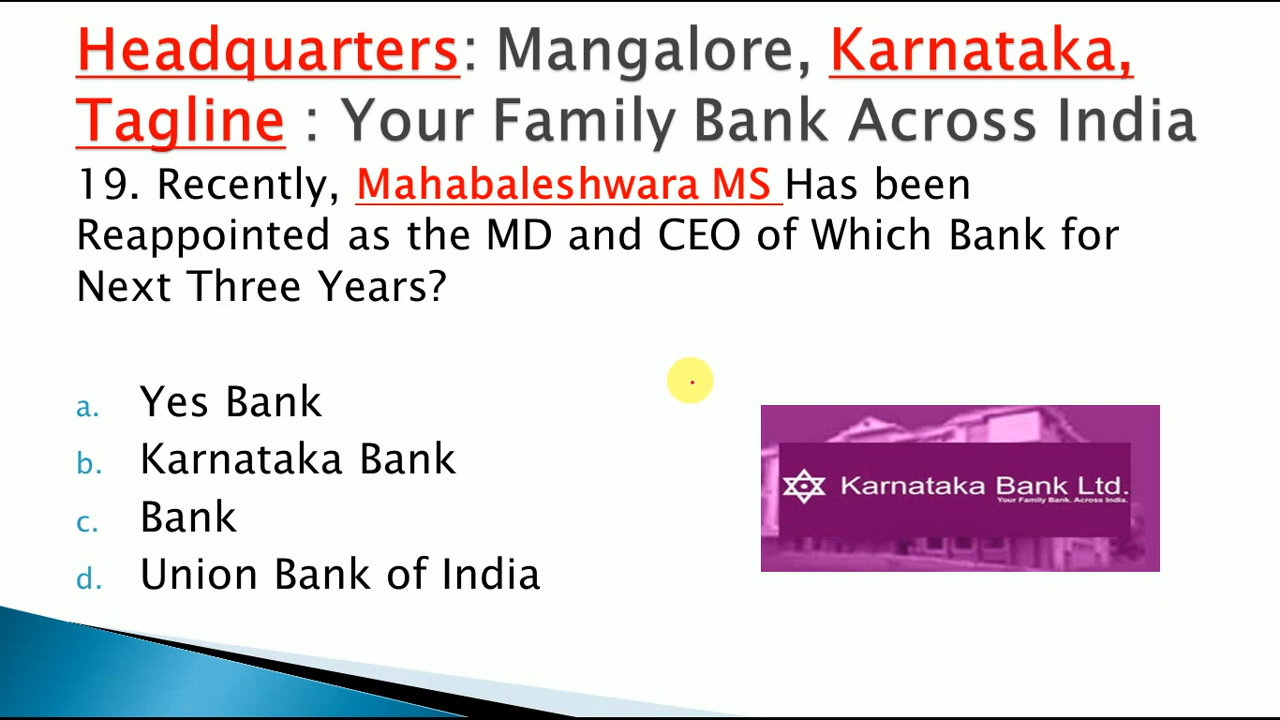 Headquarters: Mangalore, Karnataka,
Tagline : Your Family Bank Across India
19. Recently, Mahabaleshwara MS Has been
Reappointed as the MD and CEO of Which Bank for
Next Three Years?
a. Yes Bank
b. Karnataka Bank
c. Bank
d. Union Bank of India
Karnataka Bank Ltd.
Your Family Bank. Across India.